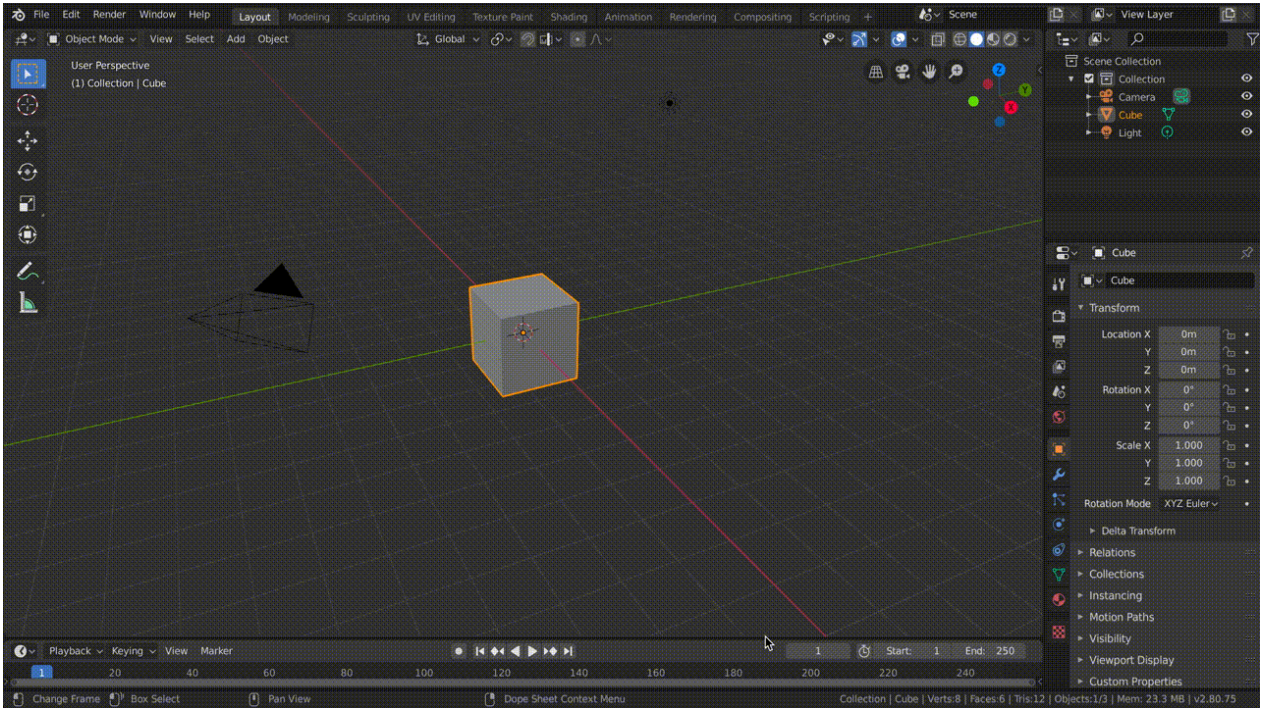 File Edit Render Window Help Layout Modeling Sculpting UV Editing Texture Paint Shading Animation Rendering Compositing Scripting + Scene View Layer
Object Mode View Select Add Object Global
User Perspective
(1) Collection | Cube
Z
Y
X
Scene Collection
Collection
Camera
Cube
Light
Cube
Cube
Transform
Location X 0m
Y 0m
Z 0m
Rotation X 0°
Y 0°
Z 0°
Scale X 1.000
Y 1.000
Z 1.000
Rotation Mode XYZ Euler
Delta Transform
Relations
Collections
Instancing
Motion Paths
Visibility
Viewport Display
Custom Properties
Playback Keying View Marker 1 Start: 1 End: 250
1 20 40 60 80 100 120 140 160 180 200 220 240
Change Frame Box Select Pan View Dope Sheet Context Menu Collection | Cube | Verts:8 | Faces:6 | Tris:12 | Objects:1/3 | Mem: 23.3 MB | v2.80.75